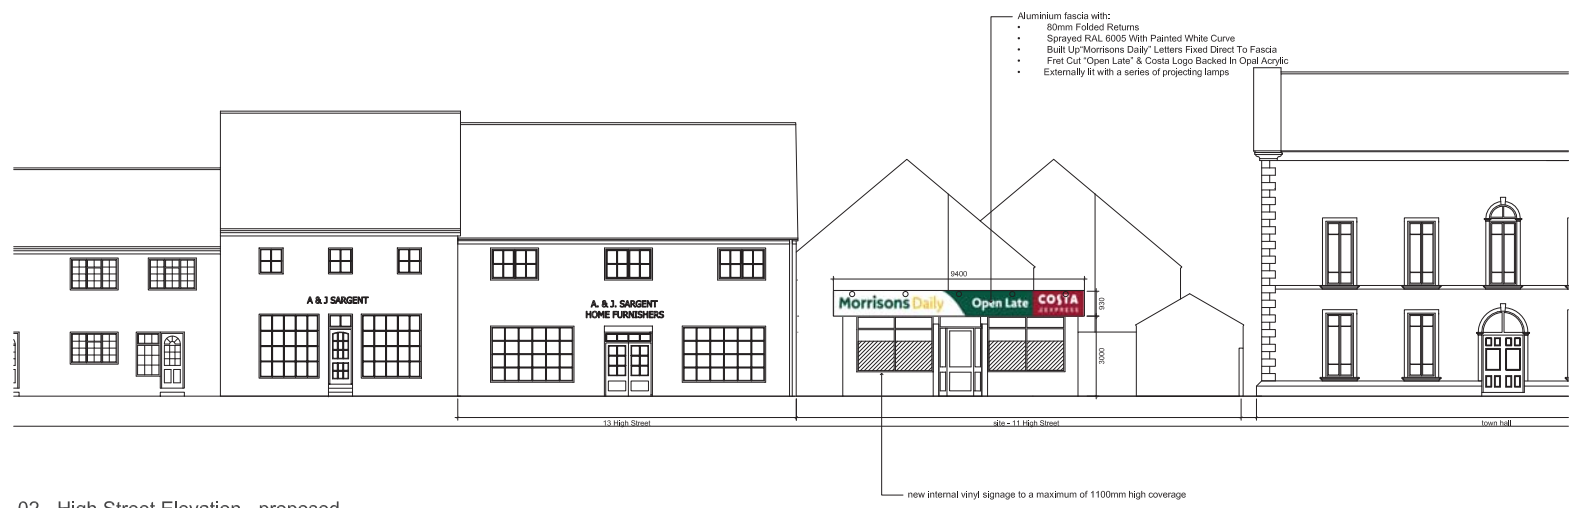 Aluminium fascia with:
• 80mm Folded Returns
• Sprayed RAL 6005 With Painted White Curve
• Built Up"Morrisons Daily" Letters Fixed Direct To Fascia
• Fret Cut "Open Late" & Costa Logo Backed In Opal Acrylic
• Externally lit with a series of projecting lamps
9400
A & J SARGENT
A. & J. SARGENT
HOME FURNISHERS
Morrisons Daily Open Late COSTA
EXPRESS
930
3000
13 High Street
site - 11 High Street
town hall
new internal vinyl signage to a maximum of 1100mm high coverage
02 - High Street Elevation - proposed